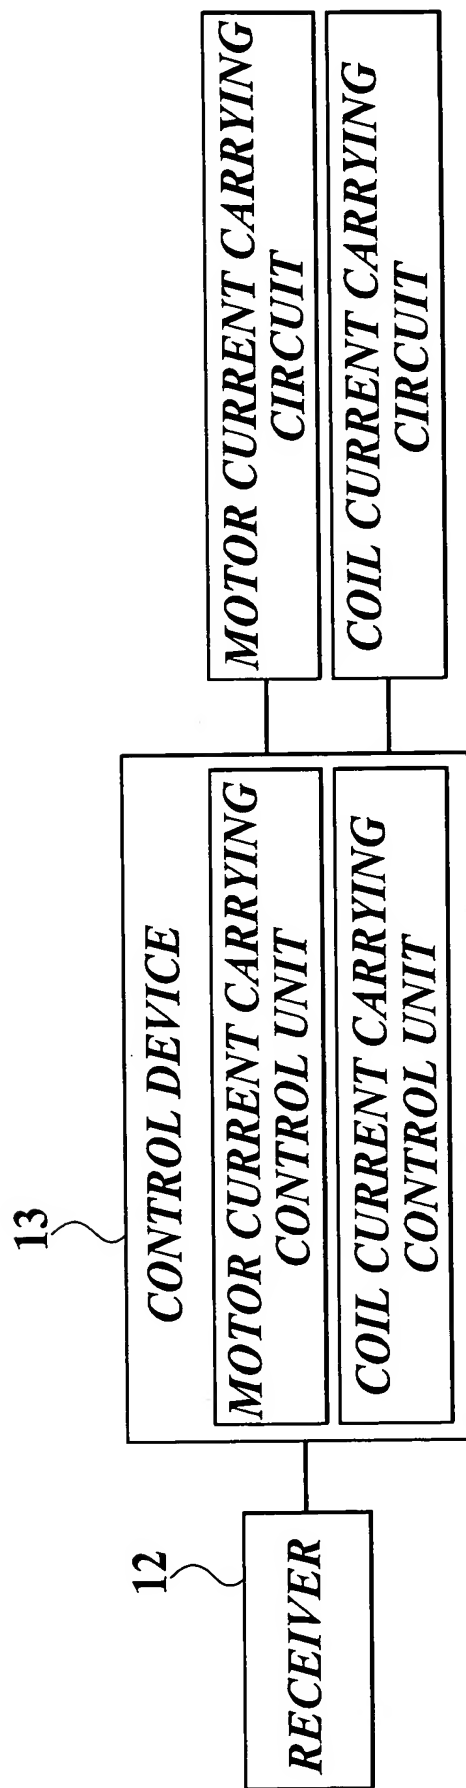 12
RECEIVER
13
CONTROL DEVICE
MOTOR CURRENT CARRYING
CONTROL UNIT
COIL CURRENT CARRYING
CONTROL UNIT
MOTOR CURRENT CARRYING
CIRCUIT
COIL CURRENT CARRYING
CIRCUIT